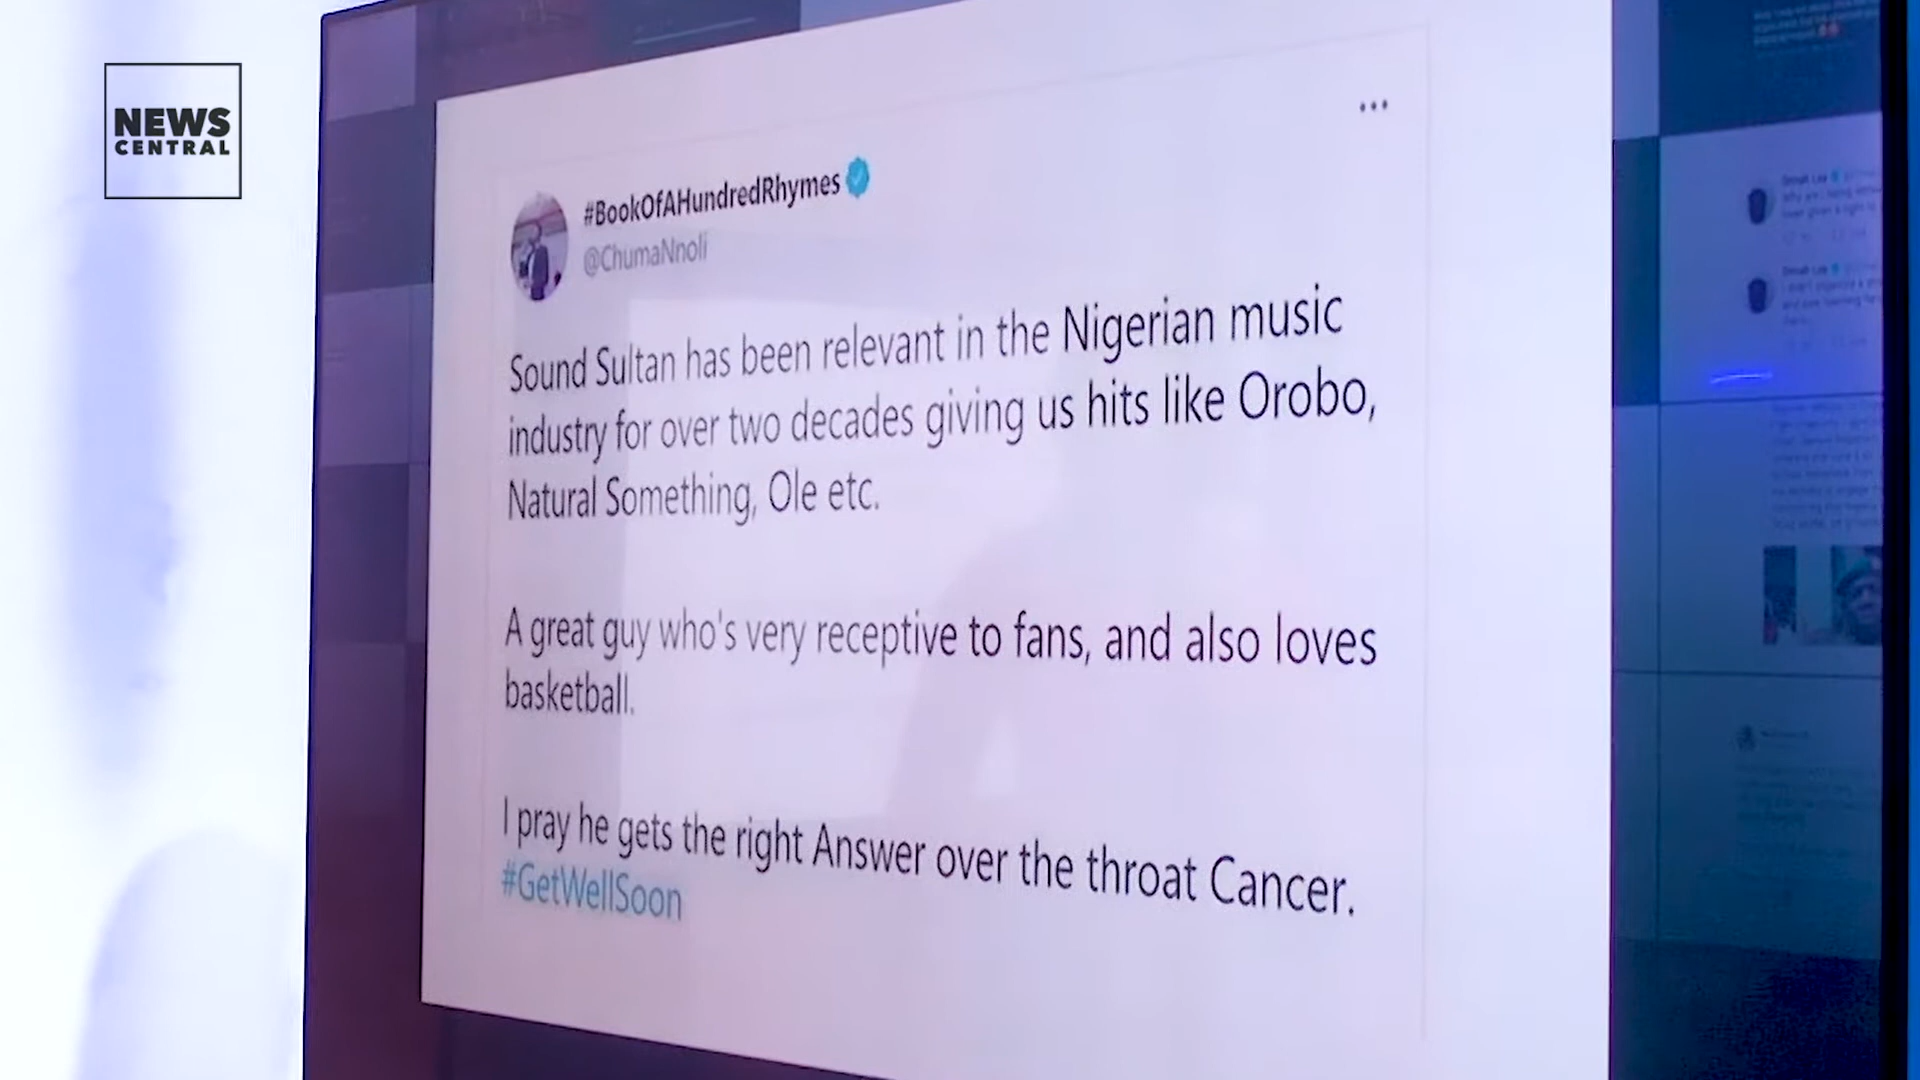 NEWS
CENTRAL
#BookOfAHundredRhymes
@ChumaNnoli
Sound Sultan has been relevant in the Nigerian music
industry for over two decades giving us hits like Orobo,
Natural Something, Ole etc.
A great guy who's very receptive to fans, and also loves
basketball.
I pray he gets the right Answer over the throat Cancer.
#GetWellSoon